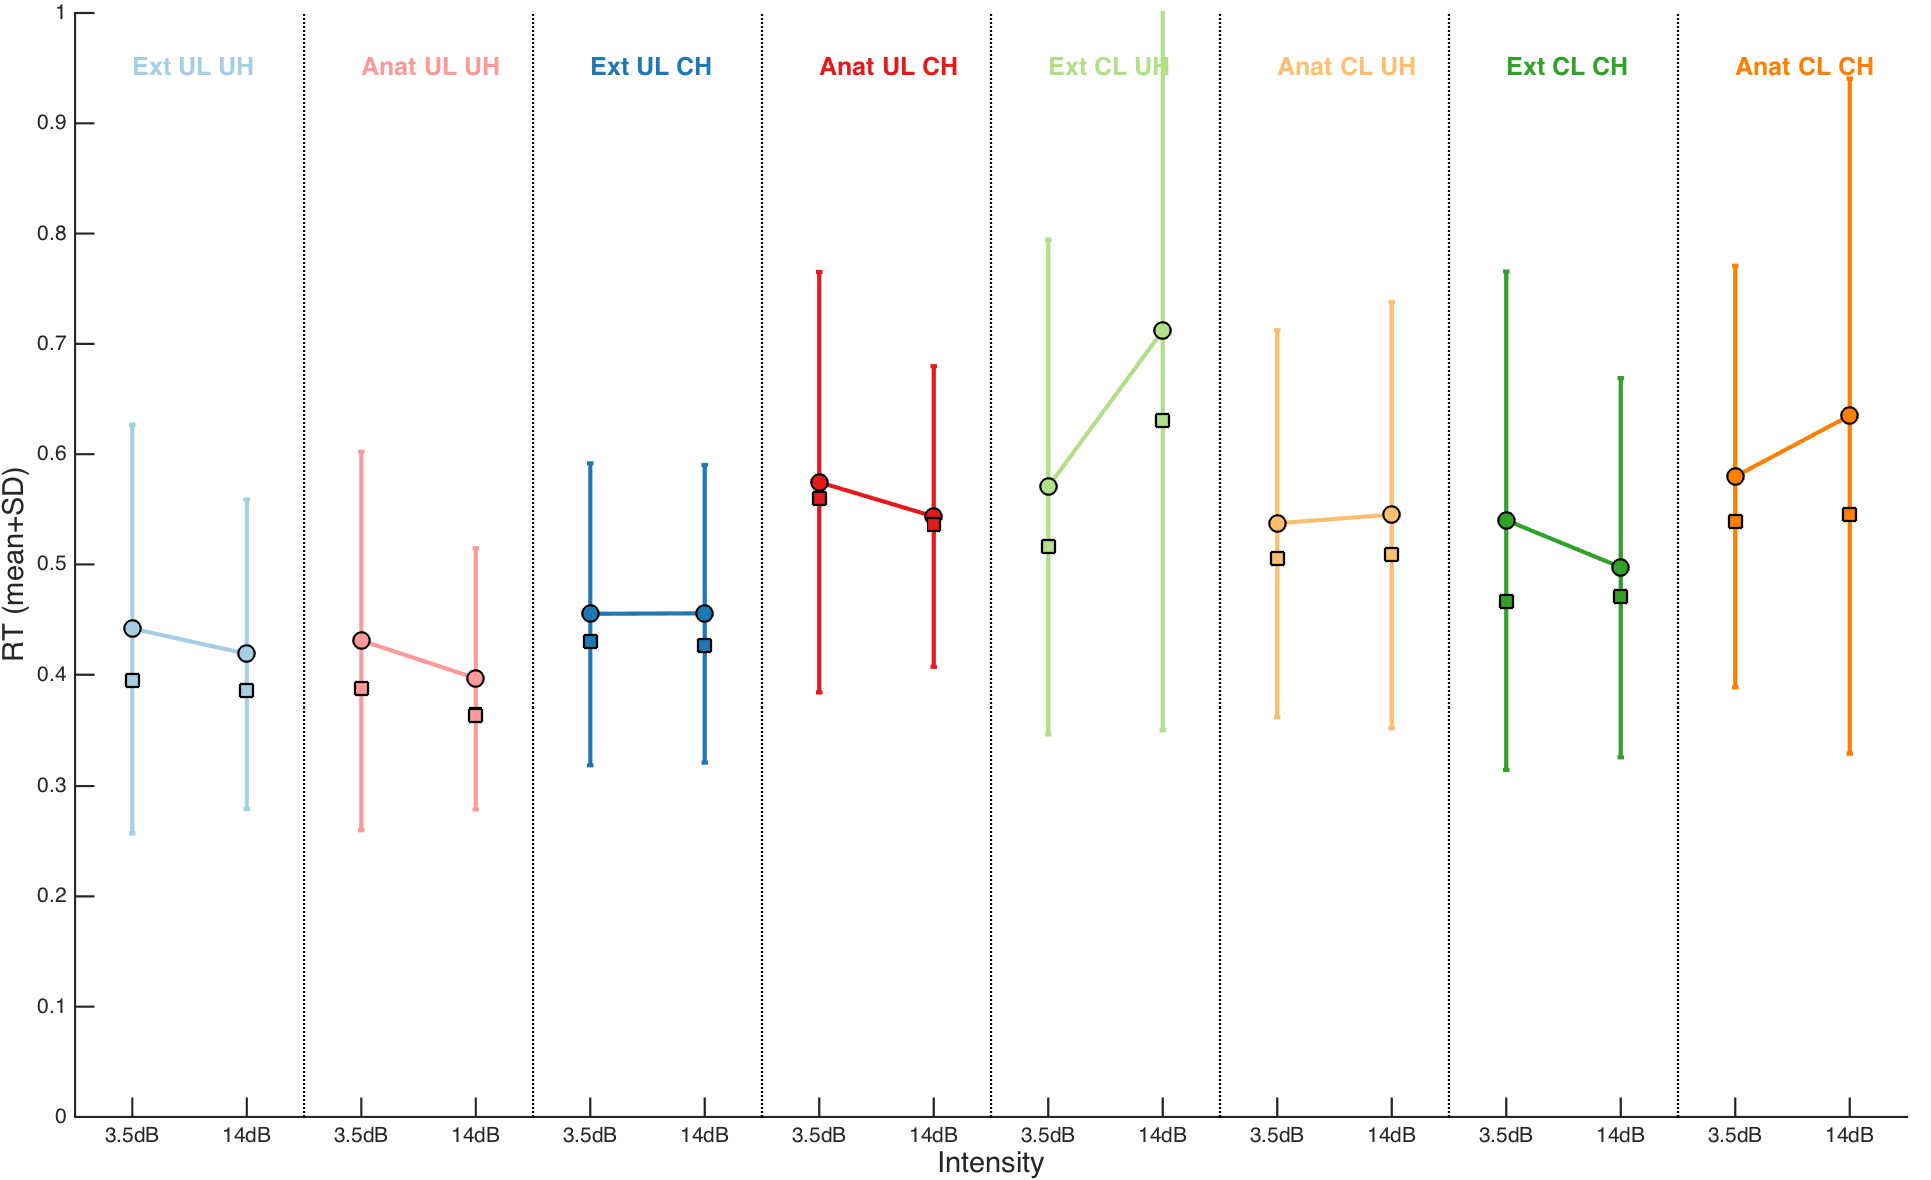 Ext UL UH
Anat UL UH
Ext UL CH
Anat UL CH
Ext CL UH
Anat CL UH
Ext CL CH
Anat CL CH
1
0.9
0.8
0.7
0.6
0.5
0.4
0.3
0.2
0.1
0
RT (mean+SD)
3.5dB 14dB 3.5dB 14dB 3.5dB 14dB 3.5dB 14dB 3.5dB 14dB 3.5dB 14dB 3.5dB 14dB 3.5dB 14dB
Intensity